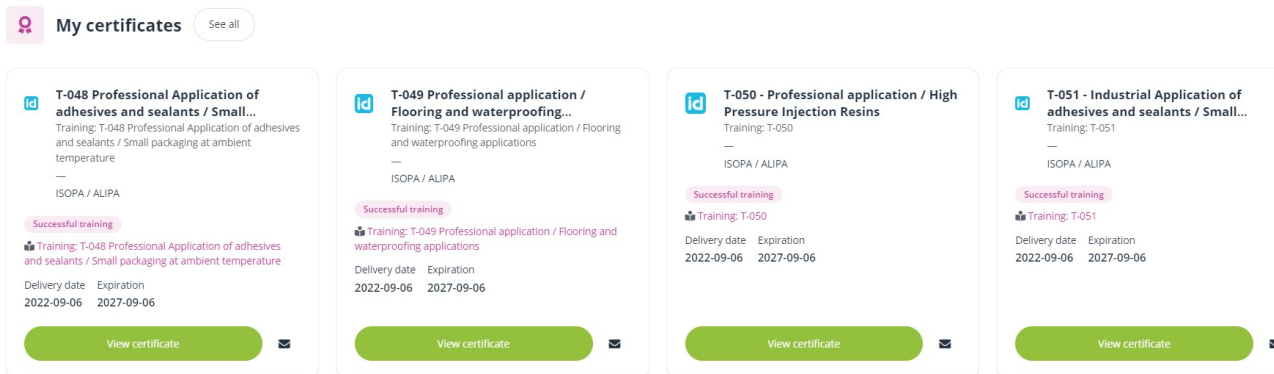 My certificates
See all
id
T-048 Professional Application of
adhesives and sealants / Small...
Training: T-048 Professional Application of adhesives
and sealants / Small packaging at ambient
temperature
—
ISOPA / ALIPA
Successful training
Training: T-048 Professional Application of adhesives
and sealants / Small packaging at ambient temperature
Delivery date Expiration
2022-09-06 2027-09-06
View certificate
id
T-049 Professional application /
Flooring and waterproofing...
Training: T-049 Professional application / Flooring
and waterproofing applications
—
ISOPA / ALIPA
Successful training
Training: T-049 Professional application / Flooring and
waterproofing applications
Delivery date Expiration
2022-09-06 2027-09-06
View certificate
id
T-050 - Professional application / High
Pressure Injection Resins
Training: T-050
—
ISOPA / ALIPA
Successful training
Training: T-050
Delivery date Expiration
2022-09-06 2027-09-06
View certificate
id
T-051 - Industrial Application of
adhesives and sealants / Small...
Training: T-051
—
ISOPA / ALIPA
Successful training
Training: T-051
Delivery date Expiration
2022-09-06 2027-09-06
View certificate